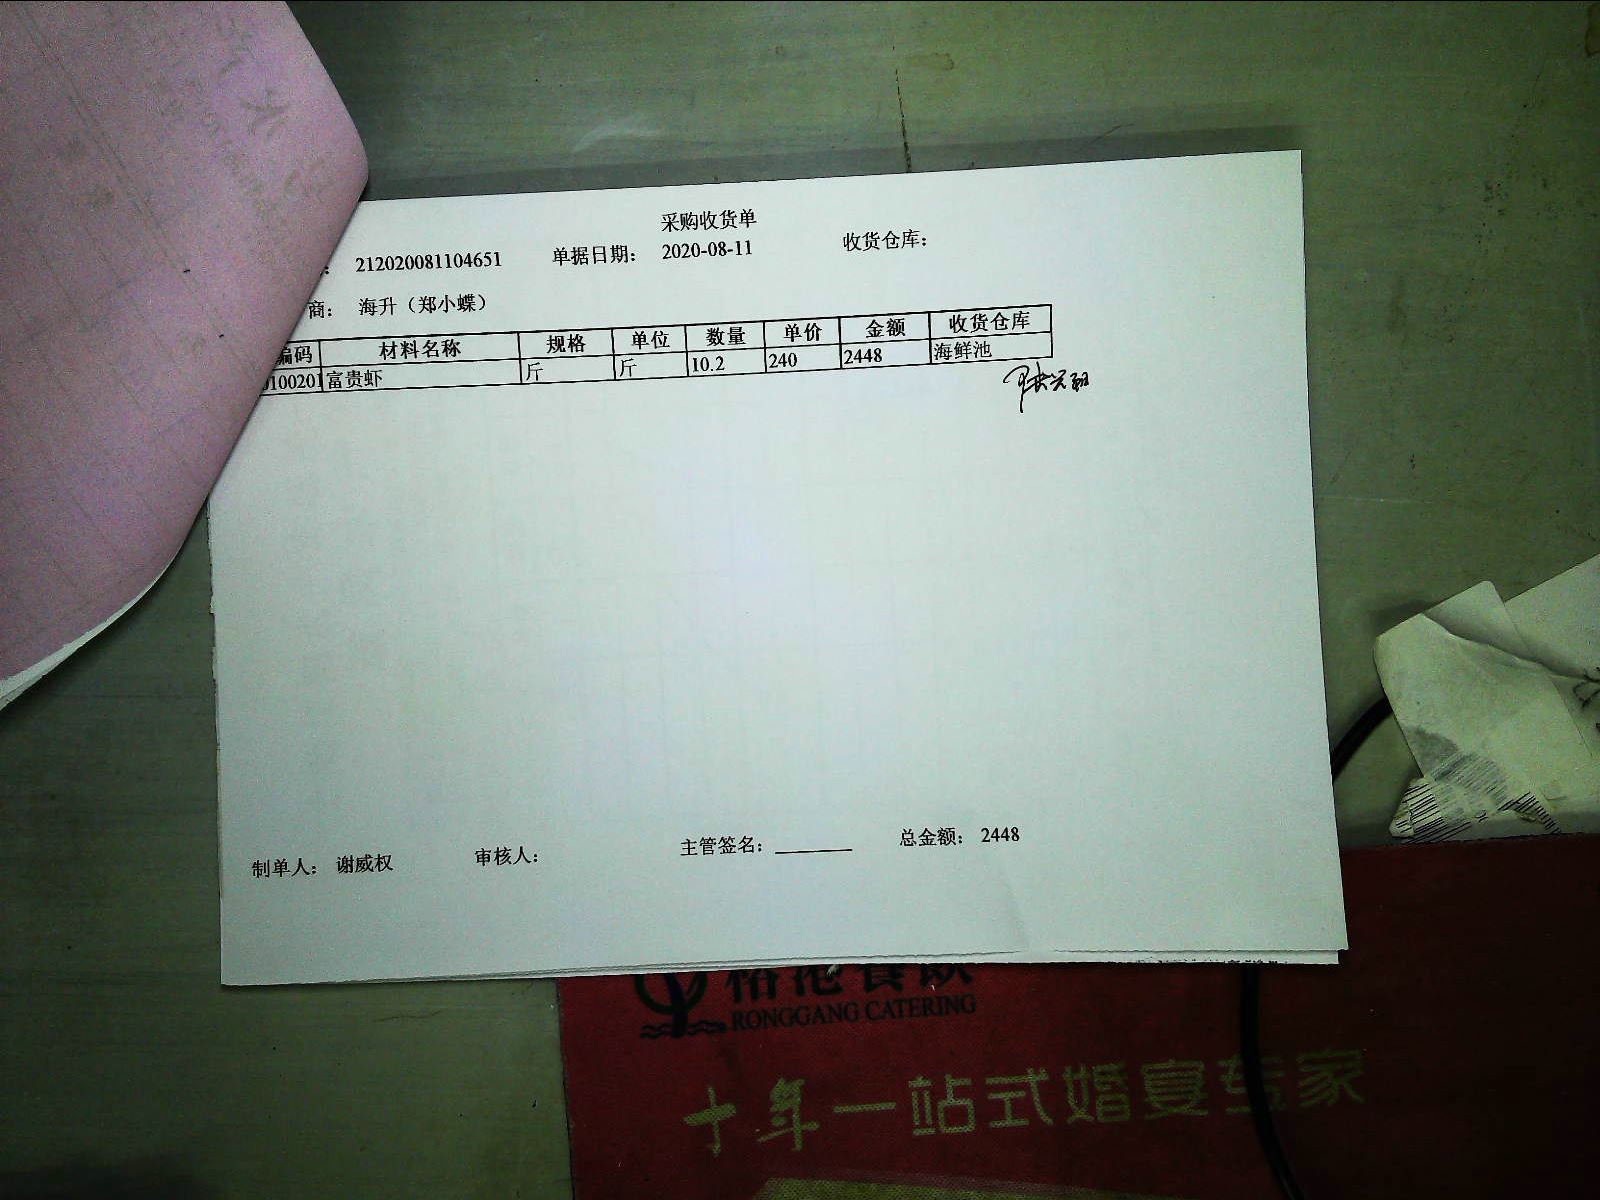 采购收货单
: 212020081104651 单据日期: 2020-08-11 收货仓库:
商: 海升（郑小蝶）
编码 材料名称 规格 单位 数量 单价 金额 收货仓库
0100201 富贵虾 斤 斤 10.2 240 2448 海鲜池
制单人: 谢威权 审核人: 主管签名: ________ 总金额: 2448
RONGGANG CATERING
十年一站式婚宴专家